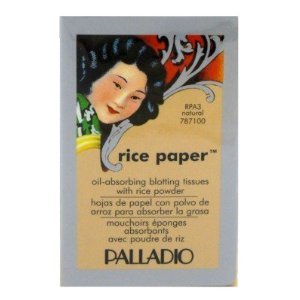 RPA3
natural
787100
rice paper™
oil-absorbing blotting tissues
with rice powder
hojas de papel con polvo de
arroz para absorber la grasa
mouchoirs éponges
absorbants
avec poudre de riz
PALLADIO